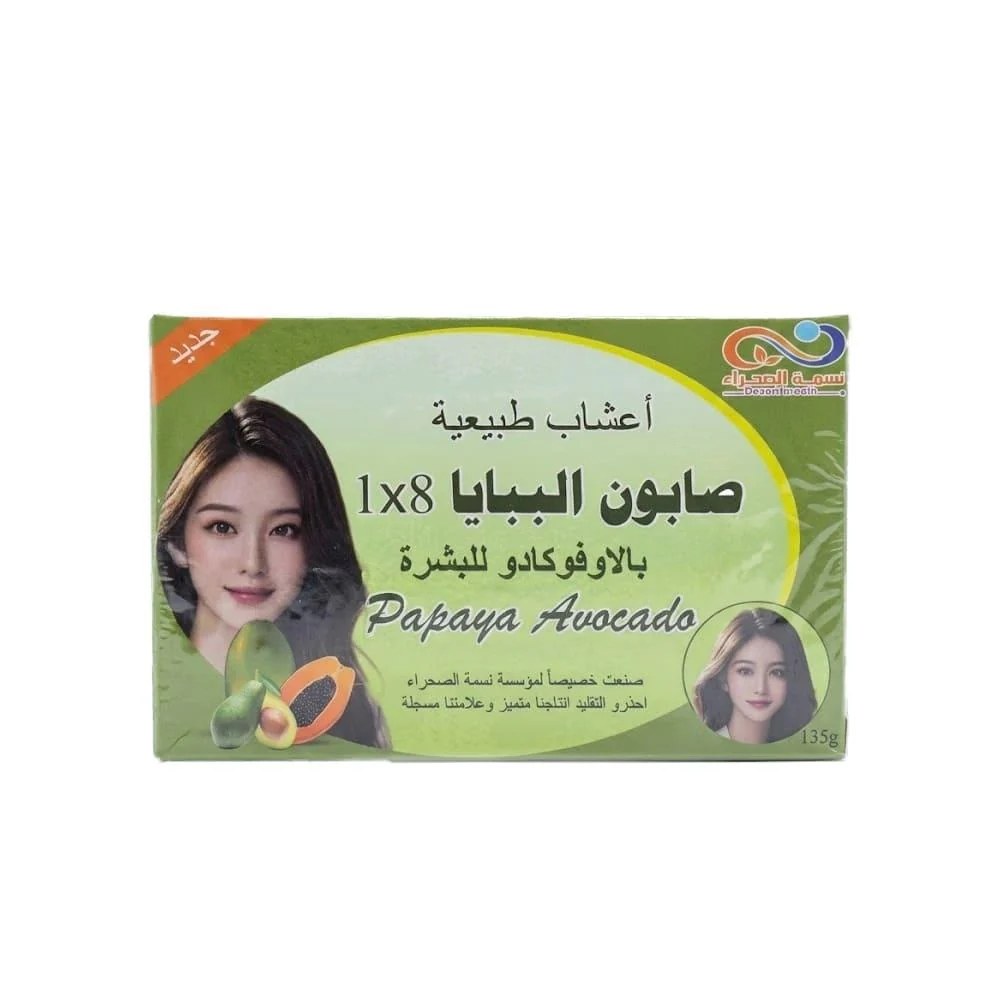 جديد
نسمة الصحراء
أعشاب طبيعية
صابون الببايا 1x8
بالاوفوكادو للبشرة
Papaya Avocado
صنعت خصيصاً لمؤسسة نسمة الصحراء
احذرو التقليد انتاجنا متميز وعلامتنا مسجلة
135g